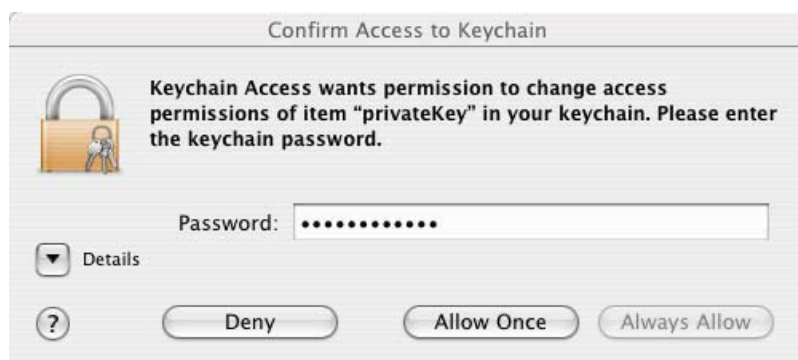 Confirm Access to Keychain
Keychain Access wants permission to change access
permissions of item “privateKey” in your keychain. Please enter
the keychain password.
Password: ••••••••••••
Details
? Deny Allow Once Always Allow